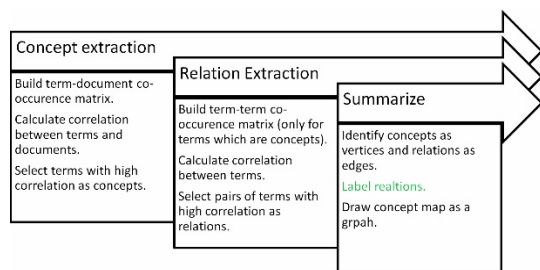 Concept extraction
Build term-document co-
occurence matrix.
Calculate correlation
between terms and
documents.
Select terms with high
correlation as concepts.
Relation Extraction
Build term-term co-
occurence matrix (only for
terms which are concepts).
Calculate correlation
between terms.
Select pairs of terms with
high correlation as
relations.
Summarize
Identify concepts as
vertices and relations as
edges.
Label realtions.
Draw concept map as a
grpah.